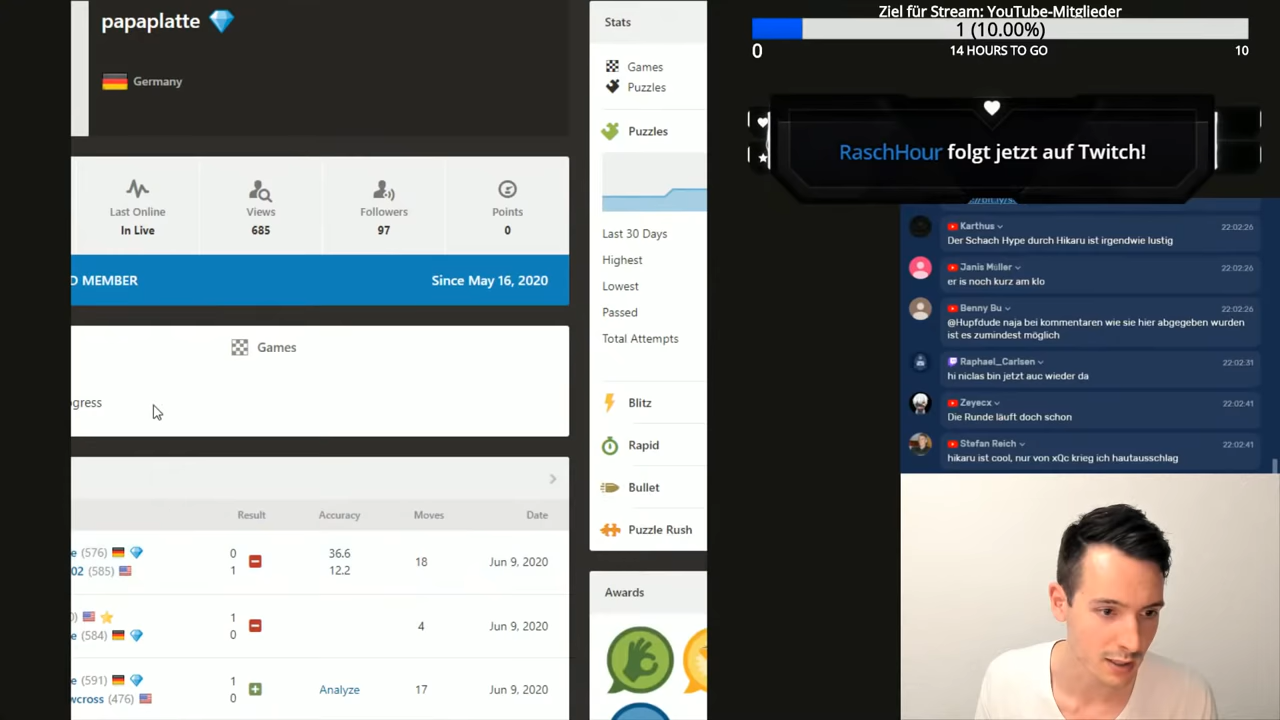 papaplatte
Germany
Last Online
In Live
Views
685
Followers
97
Points
0
D MEMBER
Since May 16, 2020
Games
ogress
Result
Accuracy
Moves
Date
e (576)
02 (585)
0
1
36.6
12.2
18
Jun 9, 2020
e (584)
1
0
4
Jun 9, 2020
e (591)
wcross (476)
1
0
Analyze
17
Jun 9, 2020
Stats
Games
Puzzles
Puzzles
Last 30 Days
Highest
Lowest
Passed
Total Attempts
Blitz
Rapid
Bullet
Puzzle Rush
Awards
Ziel für Stream: YouTube-Mitglieder
1 (10.00%)
0
14 HOURS TO GO
10
RaschHour folgt jetzt auf Twitch!
Karthus
22:02:26
Der Schach Hype durch Hikaru ist irgendwie lustig
Janis Müller
22:02:26
er is noch kurz am klo
Benny Bu
22:02:26
@Hupfdude naja bei kommentaren wie sie hier abgegeben wurden
ist es zumindest möglich
Raphael_Carlsen
22:02:31
hi niclas bin jetzt auc wieder da
Zeyecx
22:02:41
Die Runde läuft doch schon
Stefan Reich
22:02:41
hikaru ist cool, nur von xQc krieg ich hautausschlag